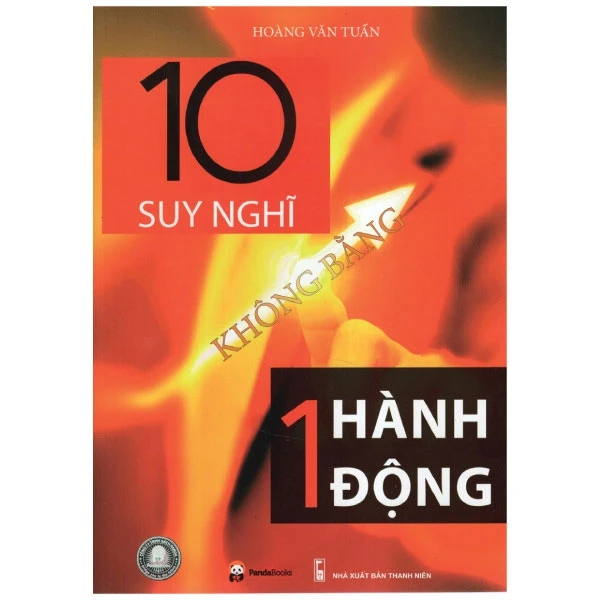 HOÀNG VĂN TUẤN
10
SUY NGHĨ
KHÔNG BẰNG
1 HÀNH
ĐỘNG
PandaBooks
NHÀ XUẤT BẢN THANH NIÊN